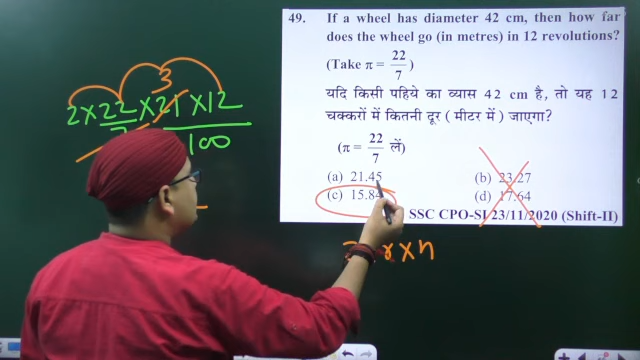 49. If a wheel has diameter 42 cm, then how far
does the wheel go (in metres) in 12 revolutions?
(Take π = 22/7)
यदि किसी पहिये का व्यास 42 cm है, तो यह 12
चक्करों में कितनी दूर ( मीटर में ) जाएगा?
(π = 22/7 लें)
(a) 21.45 (b) 23.27
(c) 15.84 (d) 17.64
SSC CPO-SI 23/11/2020 (Shift-II)
3
2×22×21×12
100
r×n